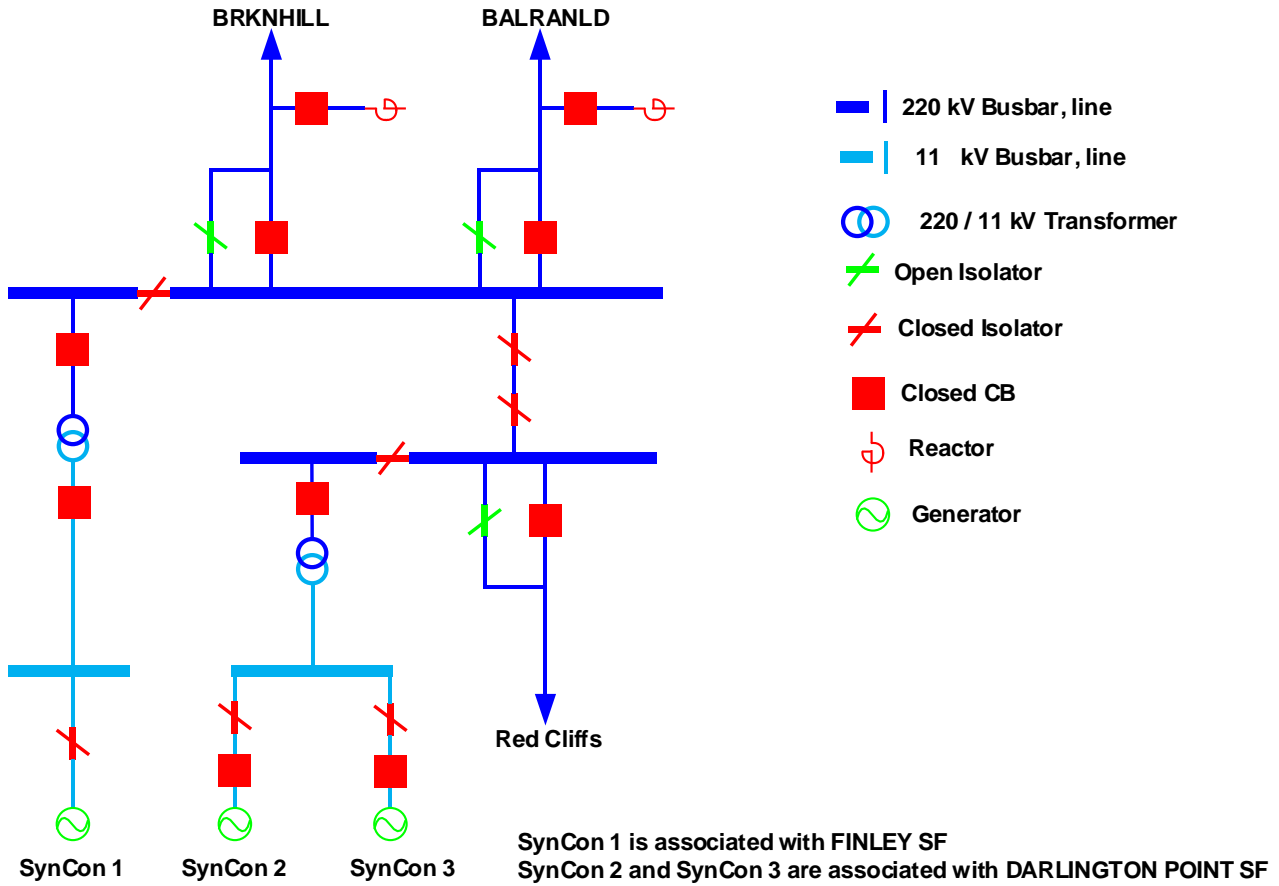 BRKNHILL
BALRANLD
220 kV Busbar, line
11 kV Busbar, line
220 / 11 kV Transformer
Open Isolator
Closed Isolator
Closed CB
Reactor
Generator
Red Cliffs
SynCon 1
SynCon 2
SynCon 3
SynCon 1 is associated with FINLEY SF
SynCon 2 and SynCon 3 are associated with DARLINGTON POINT SF